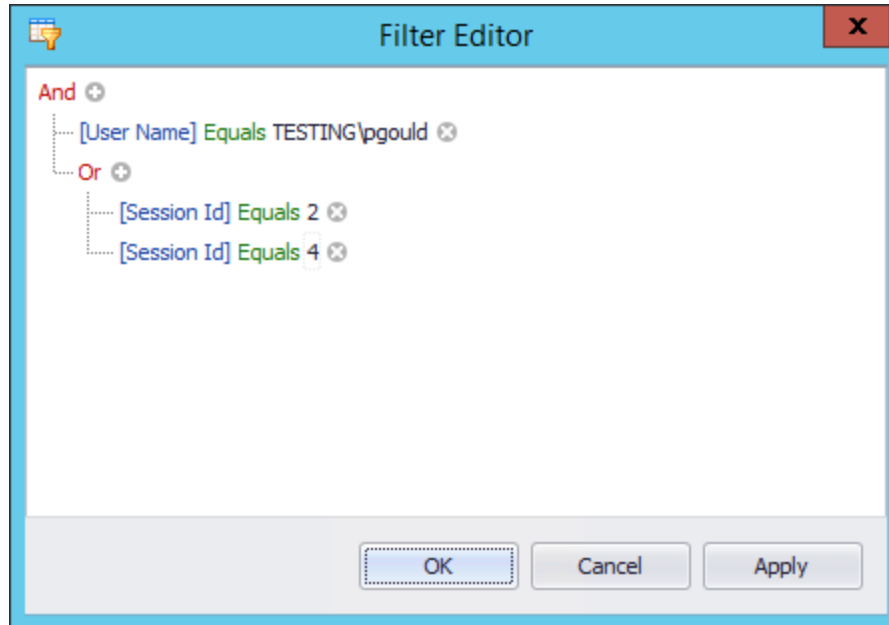 Filter Editor
x
And
[User Name] Equals TESTING\pgould
Or
[Session Id] Equals 2
[Session Id] Equals 4
OK Cancel Apply